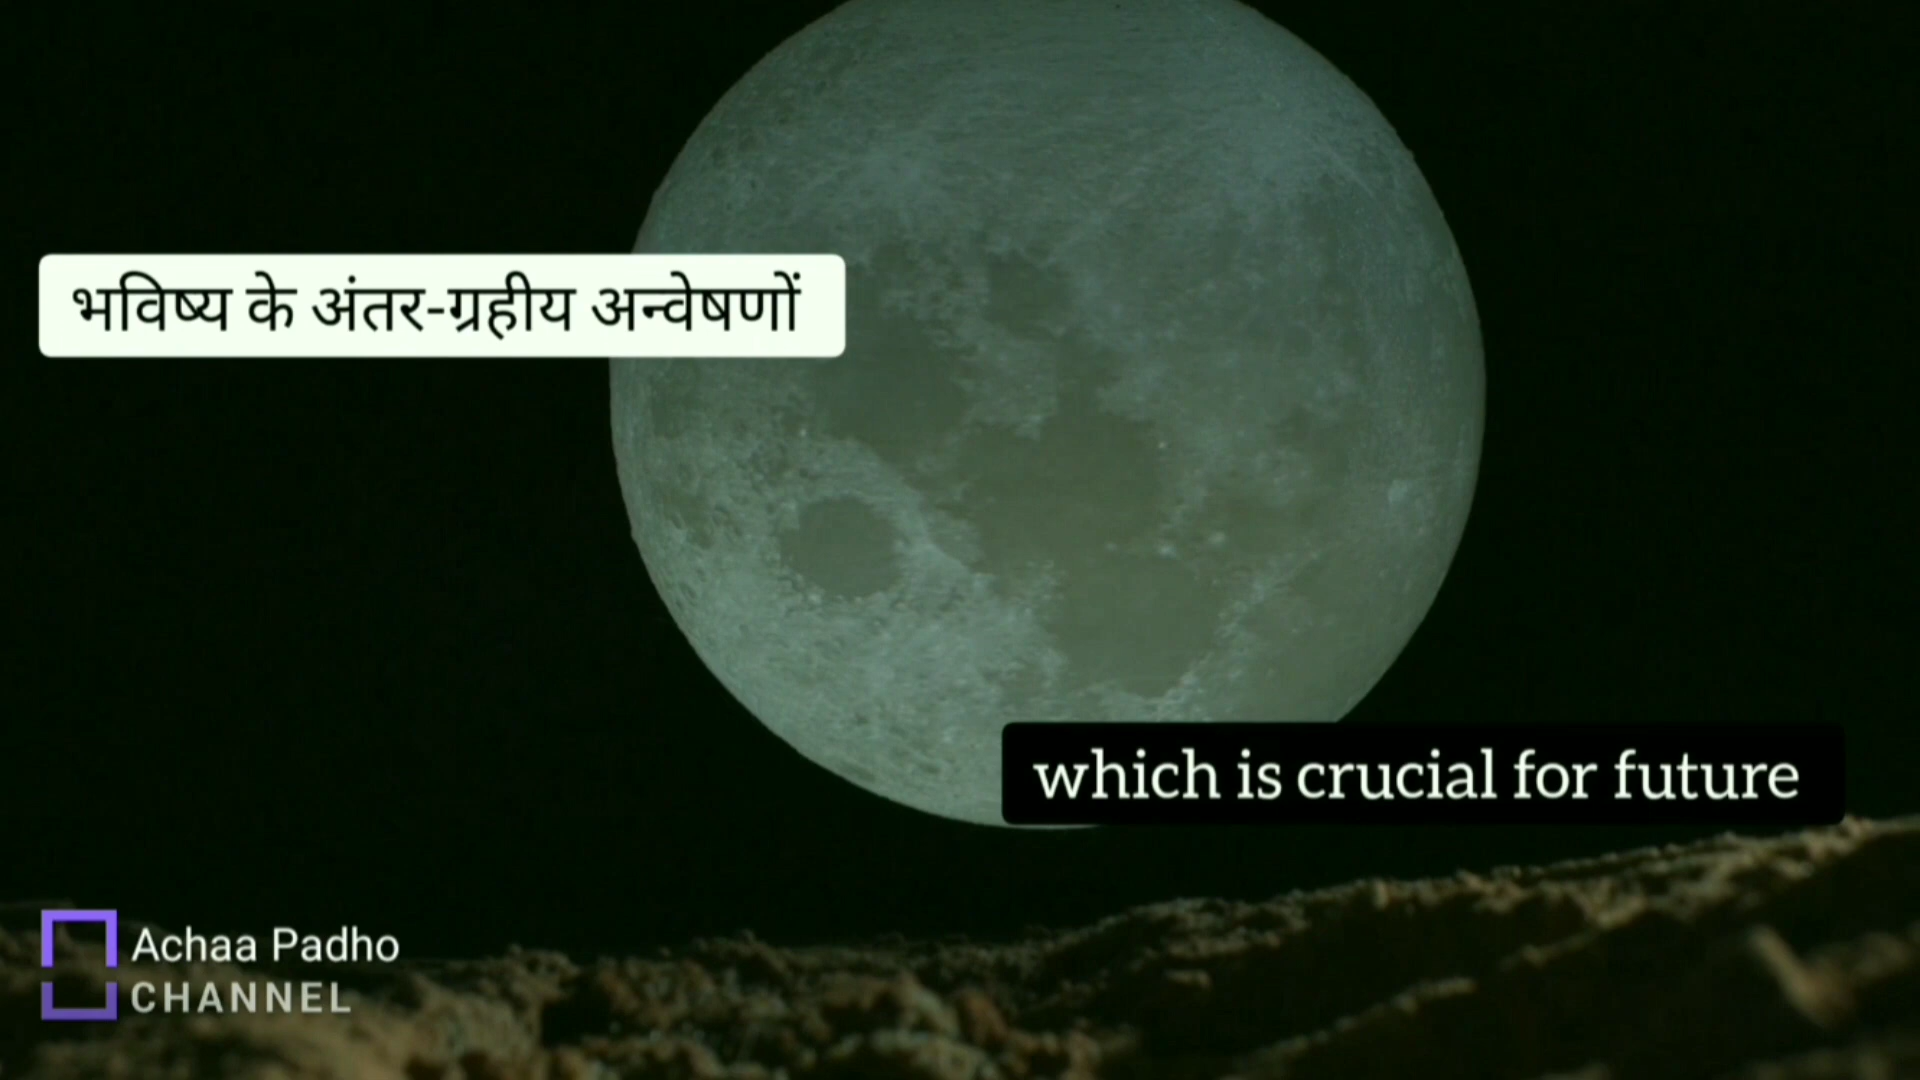 भविष्य के अंतर-ग्रहीय अन्वेषणों
which is crucial for future
Achaa Padho
CHANNEL